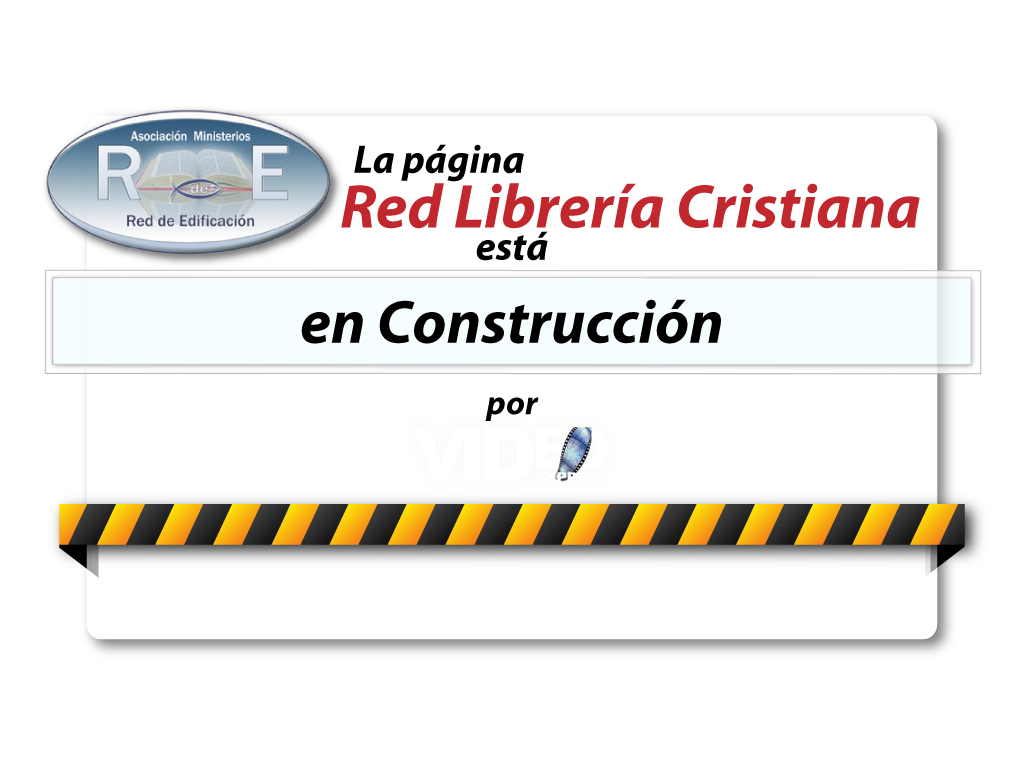 Asociación Ministerios
R de E
Red de Edificación
La página
Red Librería Cristiana
está
en Construcción
por
VIDEO